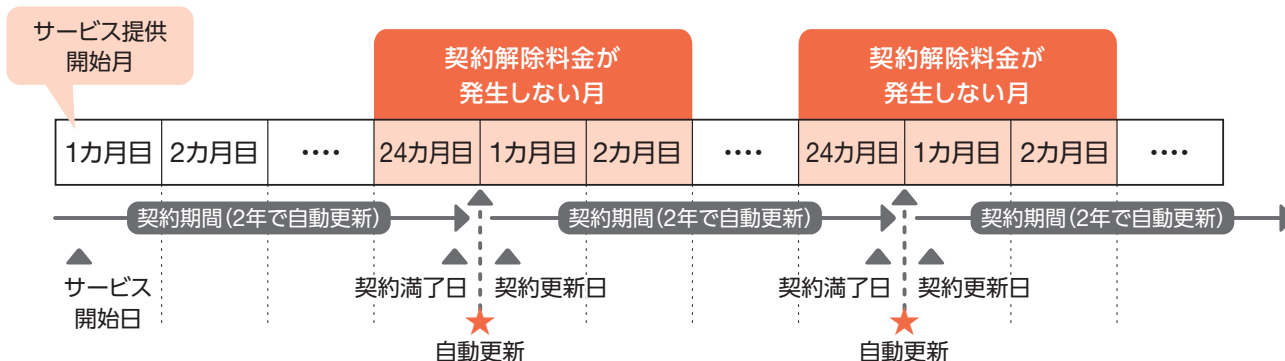 サービス提供
開始月
契約解除料金が
発生しない月
契約解除料金が
発生しない月
1カ月目 2カ月目 ‥‥ 24カ月目 1カ月目 2カ月目 ‥‥ 24カ月目 1カ月目 2カ月目 ‥‥
契約期間(2年で自動更新) 契約期間(2年で自動更新) 契約期間(2年で自動更新)
サービス
開始日
契約満了日 契約更新日 契約満了日 契約更新日
自動更新 自動更新